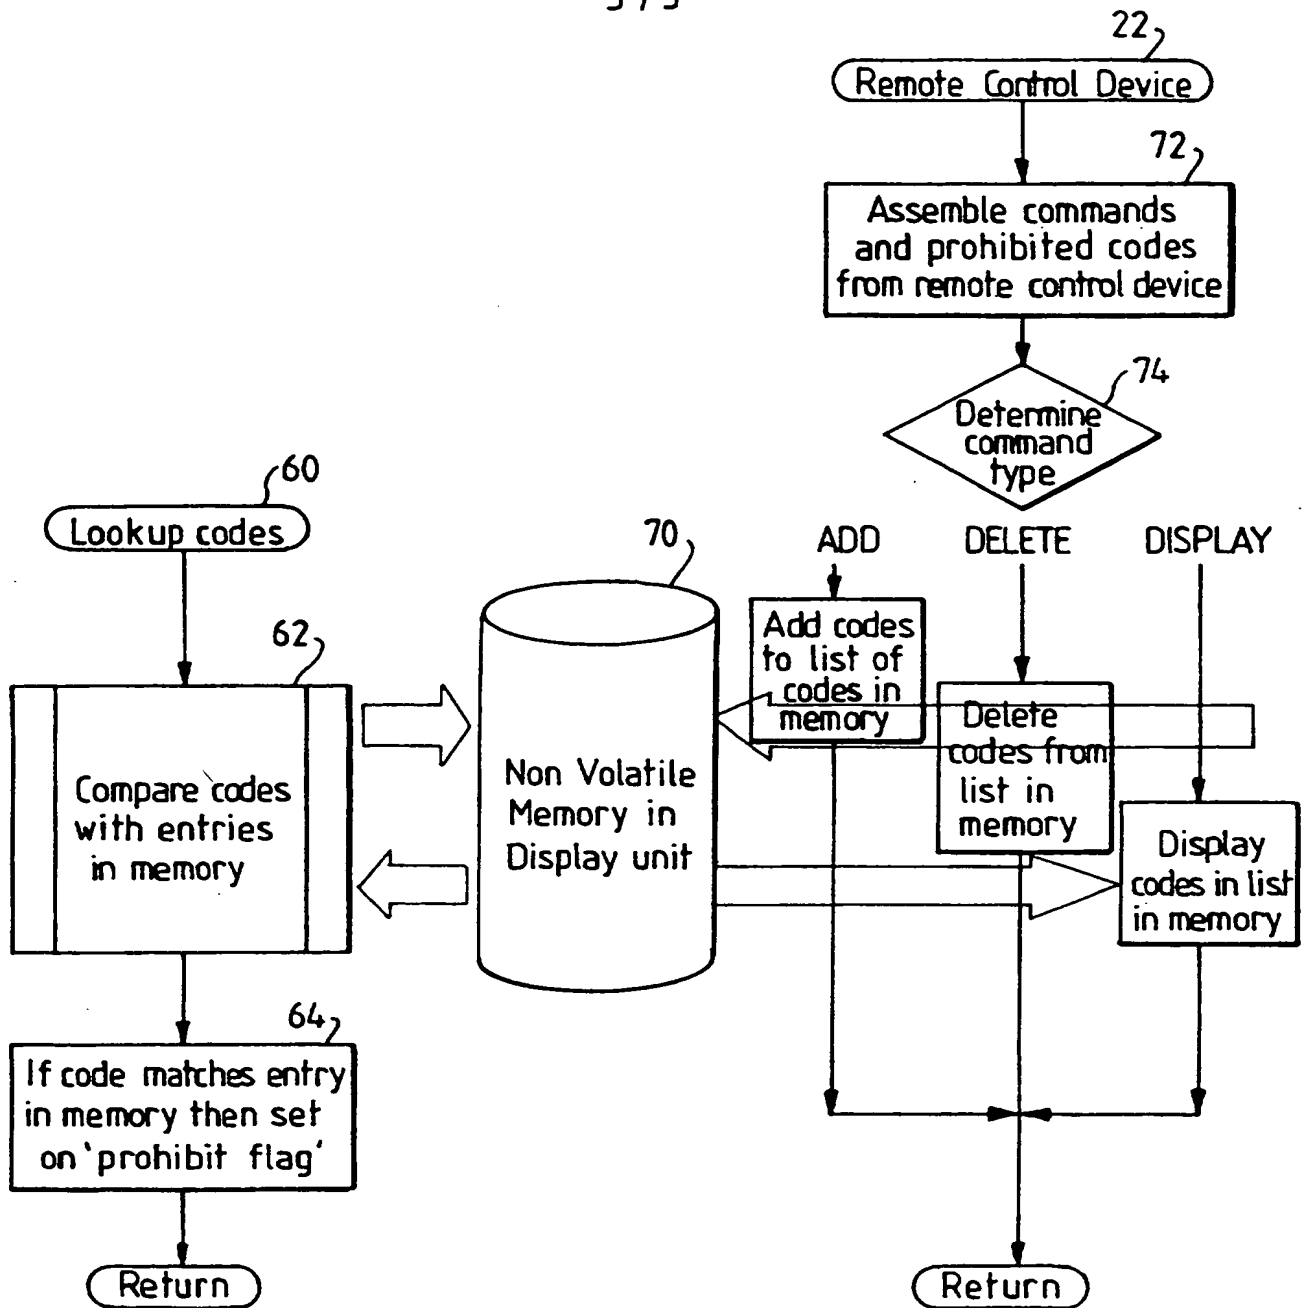 22
Remote Control Device
72
Assemble commands
and prohibited codes
from remote control device
74
Determine
command
type
60
Lookup codes
70
ADD
DELETE
DISPLAY
62
Compare codes
with entries
in memory
Non Volatile
Memory in
Display unit
Add codes
to list of
codes in
memory
Delete
codes from
list in
memory
Display
codes in list
in memory
64
If code matches entry
in memory then set
on 'prohibit flag'
Return
Return